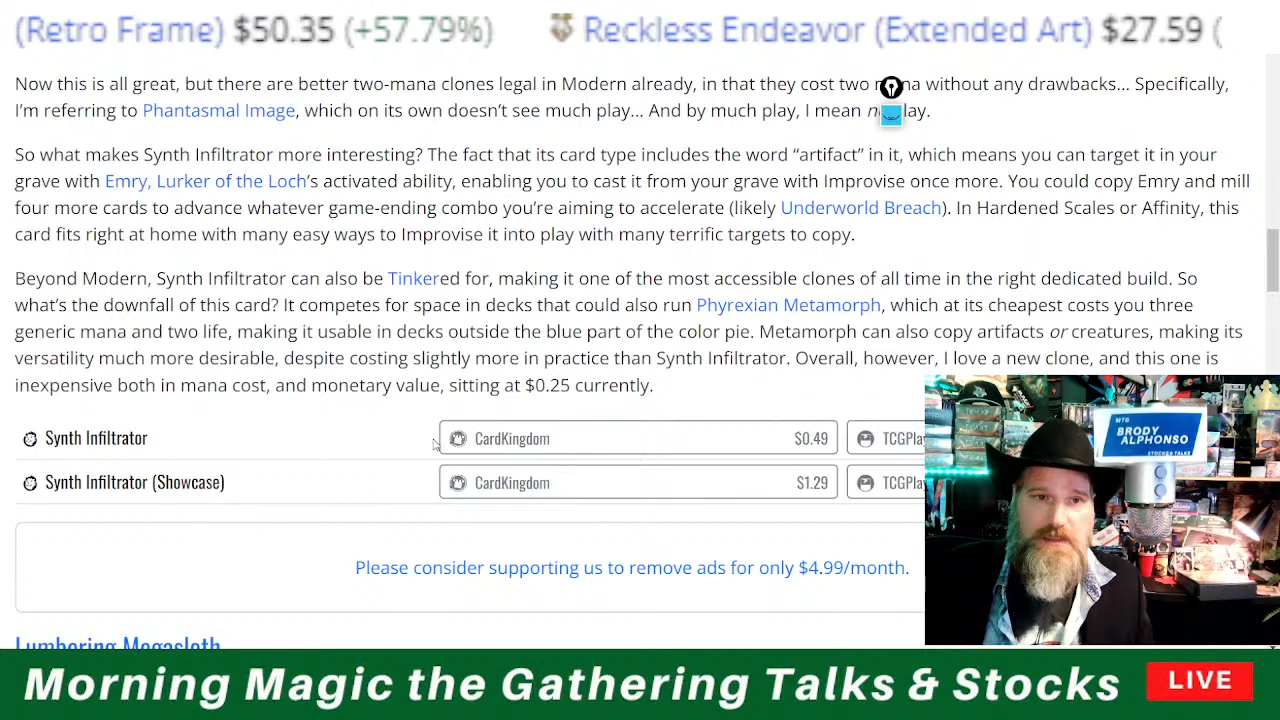 (Retro Frame) $50.35 (+57.79%) Reckless Endeavor (Extended Art) $27.59 (
Now this is all great, but there are better two-mana clones legal in Modern already, in that they cost two mana without any drawbacks... Specifically,
I'm referring to Phantasmal Image, which on its own doesn't see much play... And by much play, I mean no play.
So what makes Synth Infiltrator more interesting? The fact that its card type includes the word “artifact” in it, which means you can target it in your
grave with Emry, Lurker of the Loch's activated ability, enabling you to cast it from your grave with Improvise once more. You could copy Emry and mill
four more cards to advance whatever game-ending combo you're aiming to accelerate (likely Underworld Breach). In Hardened Scales or Affinity, this
card fits right at home with many easy ways to Improvise it into play with many terrific targets to copy.
Beyond Modern, Synth Infiltrator can also be Tinkered for, making it one of the most accessible clones of all time in the right dedicated build. So
what's the downfall of this card? It competes for space in decks that could also run Phyrexian Metamorph, which at its cheapest costs you three
generic mana and two life, making it usable in decks outside the blue part of the color pie. Metamorph can also copy artifacts or creatures, making its
versatility much more desirable, despite costing slightly more in practice than Synth Infiltrator. Overall, however, I love a new clone, and this one is
inexpensive both in mana cost, and monetary value, sitting at $0.25 currently.
Synth Infiltrator CardKingdom $0.49 TCGPla
Synth Infiltrator (Showcase) CardKingdom $1.29 TCGPla
MTG
BRODY
ALPHONSO
STOCKS & TALKS
Please consider supporting us to remove ads for only $4.99/month.
Lumbering Megasloth
Morning Magic the Gathering Talks & Stocks LIVE